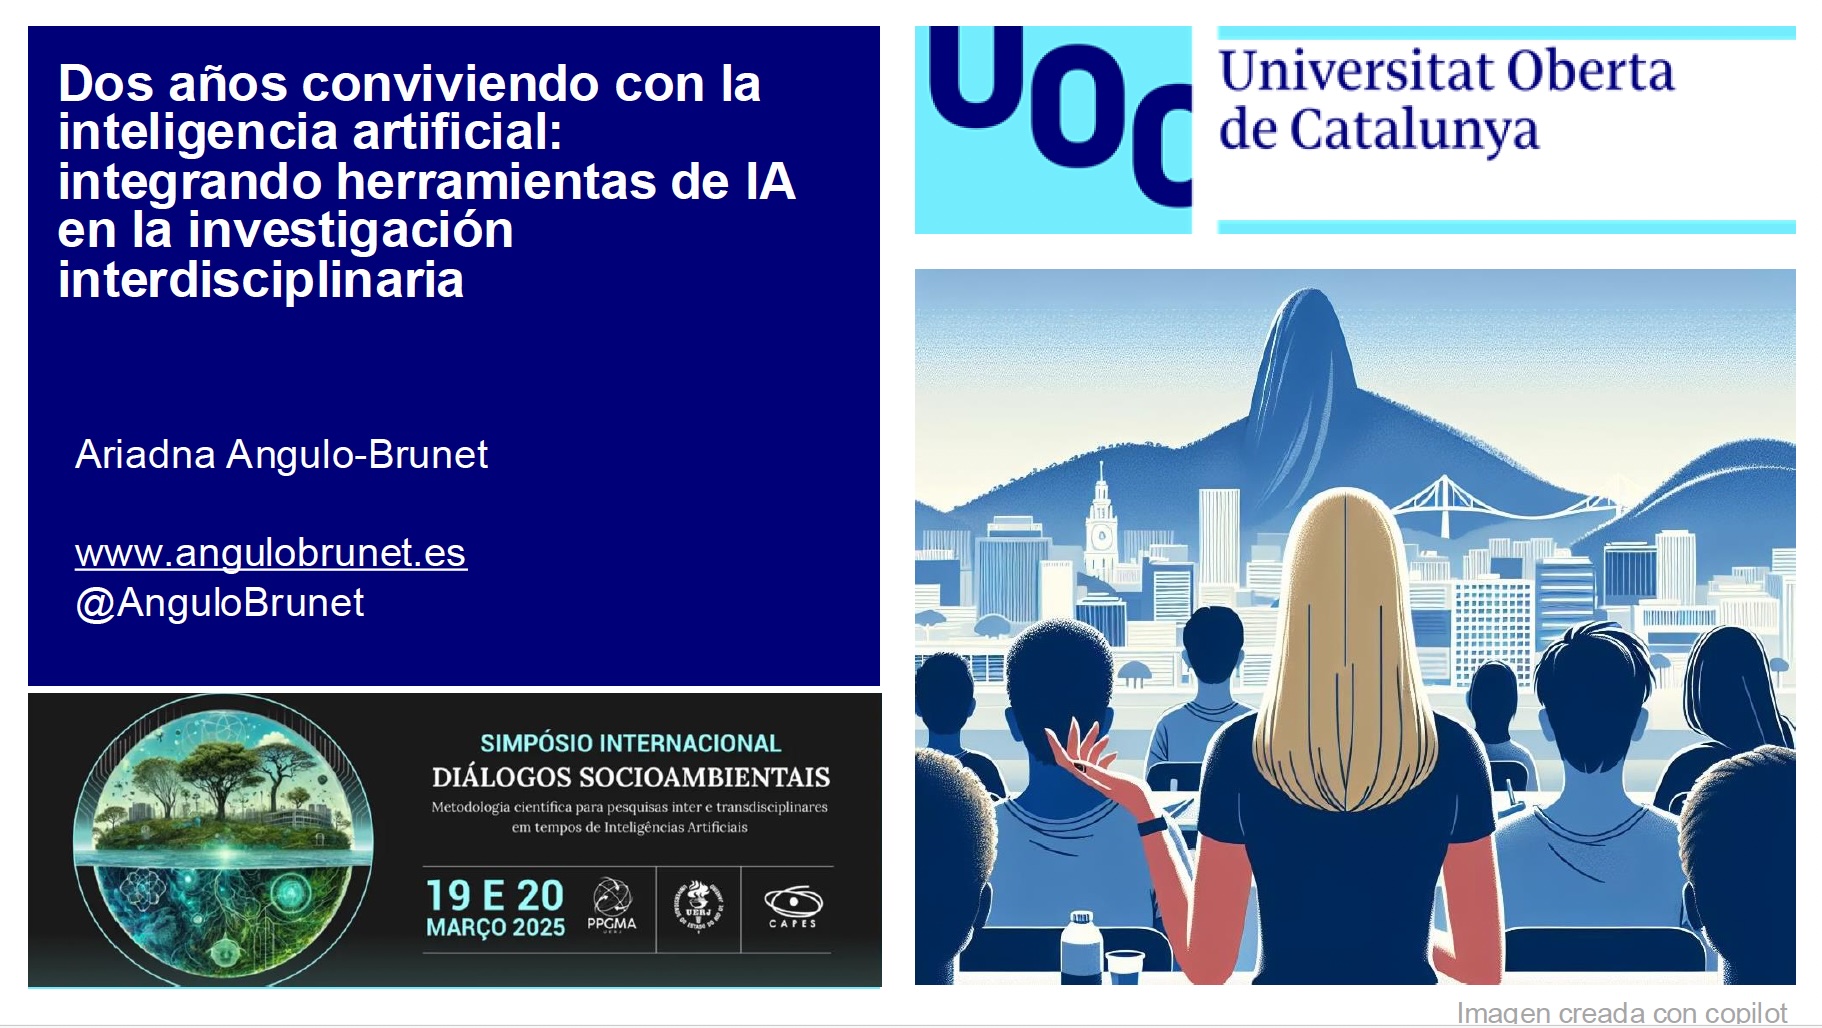 Dos años conviviendo con la
inteligencia artificial:
integrando herramientas de IA
en la investigación
interdisciplinaria
Ariadna Angulo-Brunet
www.angulobrunet.es
@AnguloBrunet
SIMPÓSIO INTERNACIONAL
DIÁLOGOS SOCIOAMBIENTAIS
Metodologia científica para pesquisas inter e transdisciplinares
em tempos de Inteligências Artificiais
19 E 20
MARÇO 2025
PPGMA
UERJ
UERJ
CAPES
UOC
Universitat Oberta
de Catalunya
Imagen creada con copilot